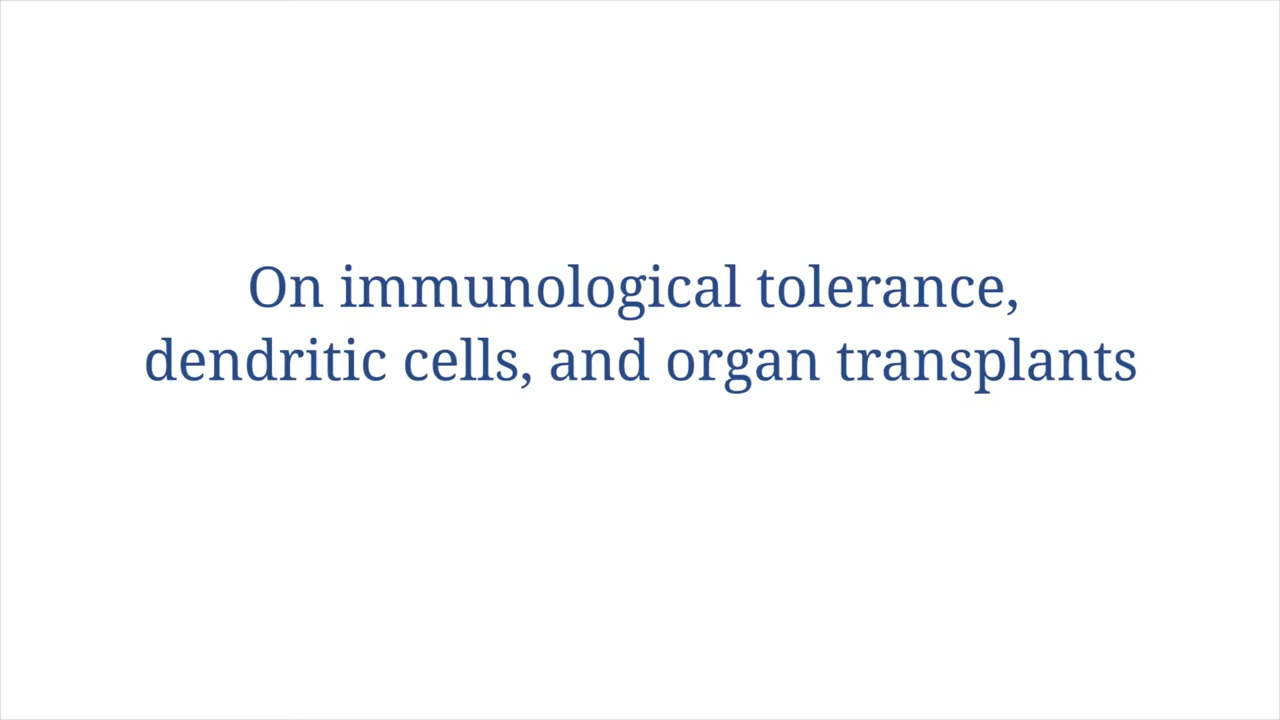 On immunological tolerance,
dendritic cells, and organ transplants